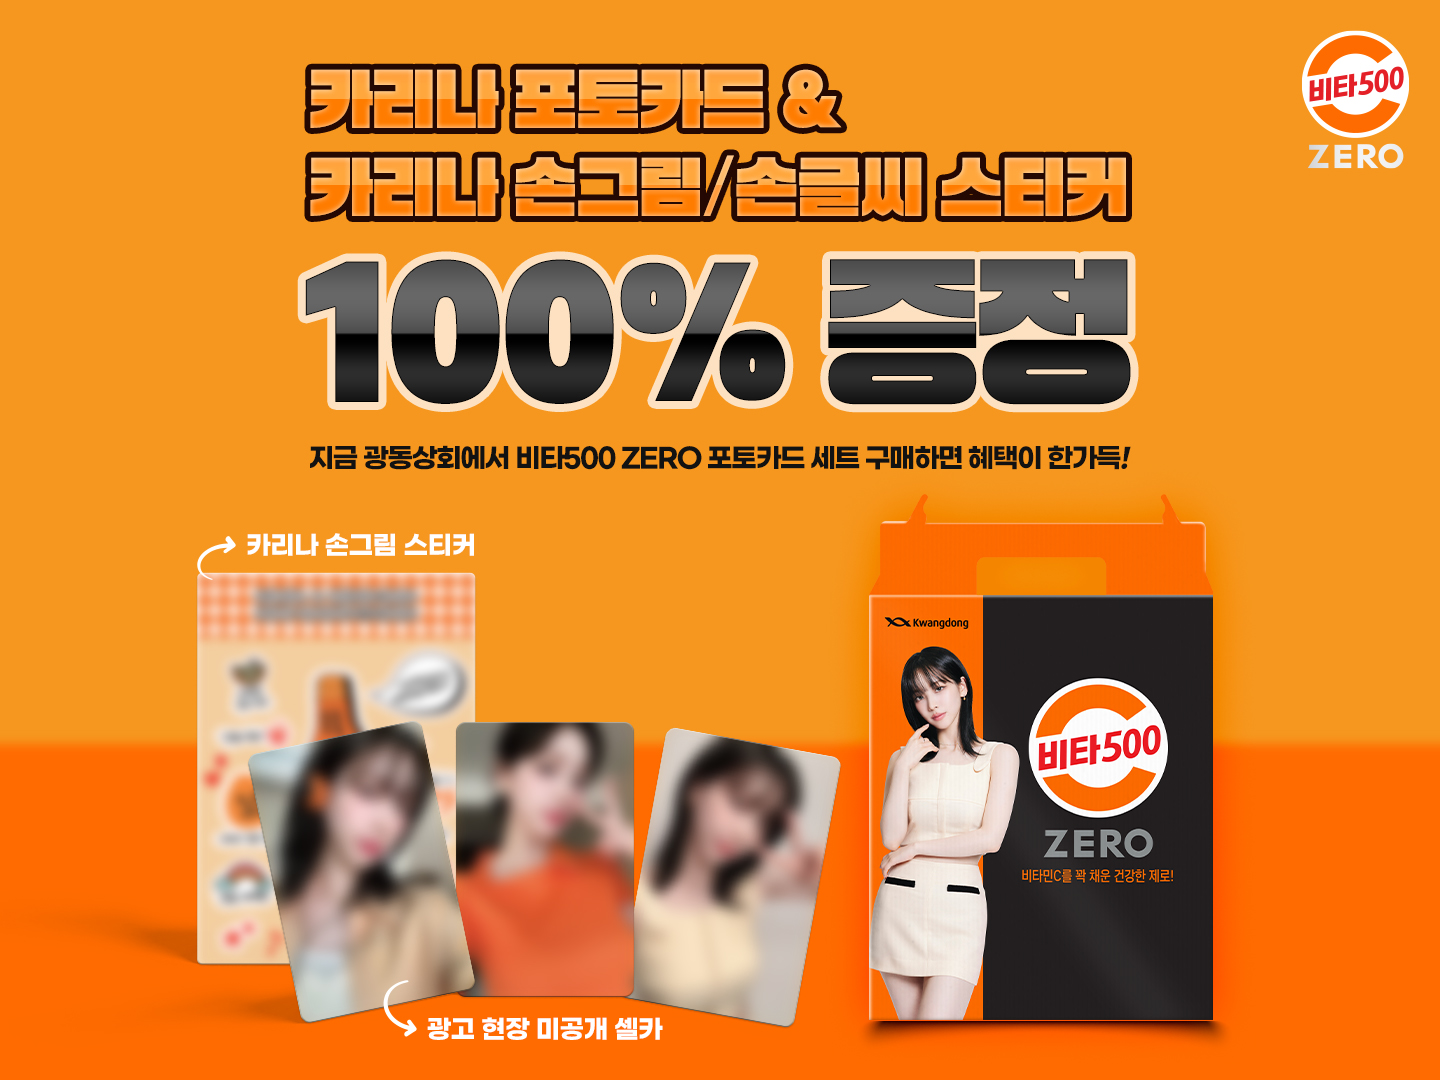 비타500
ZERO
카리나 포토카드 &
카리나 손그림/손글씨 스티커
100% 증정
지금 광동상회에서 비타500 ZERO 포토카드 세트 구매하면 혜택이 한가득!
카리나 손그림 스티커
광고 현장 미공개 셀카
Kwangdong
비타500
ZERO
비타민C를 꽉 채운 건강한 제로!